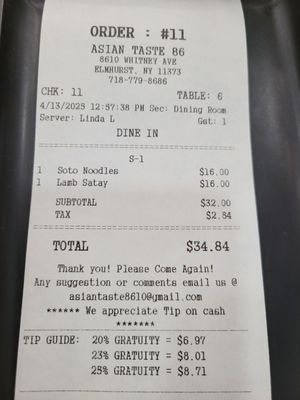 ORDER : #11
ASIAN TASTE 86
8610 WHITNEY AVE
ELMHURST, NY 11373
718-779-8686
CHK: 11 TABLE: 6
4/13/2025 12:57:38 PM Sec: Dining Room
Server: Linda L Gst: 1
DINE IN
S-1
1 Soto Noodles $16.00
1 Lamb Satay $16.00
SUBTOTAL $32.00
TAX $2.84
TOTAL $34.84
Thank you! Please Come Again!
Any suggestion or comments email us @
asiantaste8610@gmail.com
****** We appreciate Tip on cash
*******
TIP GUIDE: 20% GRATUITY = $6.97
23% GRATUITY = $8.01
25% GRATUITY = $8.71